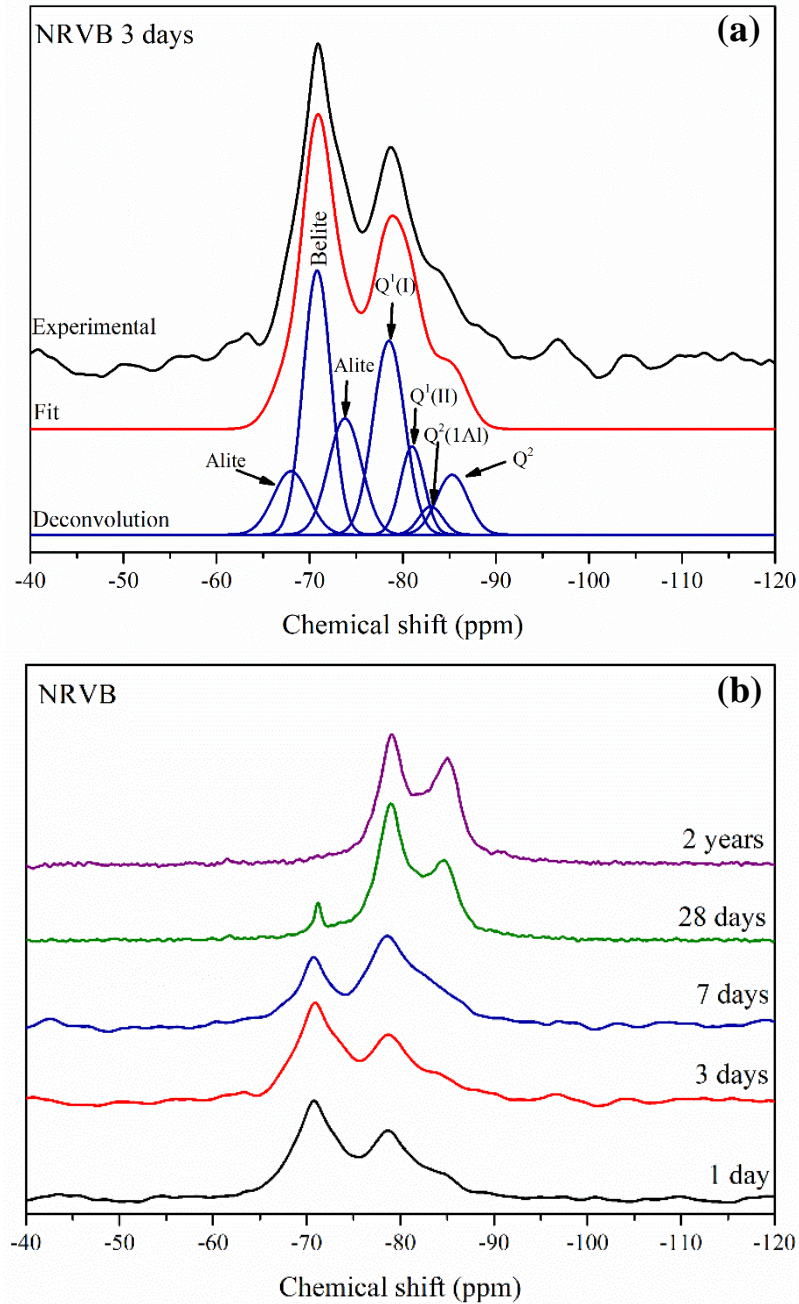 NRVB 3 days
(a)
Belite
Q¹(I)
Experimental
Alite
Q¹(II)
Fit
Q²(1Al)
Alite
Q²
Deconvolution
-40 -50 -60 -70 -80 -90 -100 -110 -120
Chemical shift (ppm)
NRVB
(b)
2 years
28 days
7 days
3 days
1 day
-40 -50 -60 -70 -80 -90 -100 -110 -120
Chemical shift (ppm)